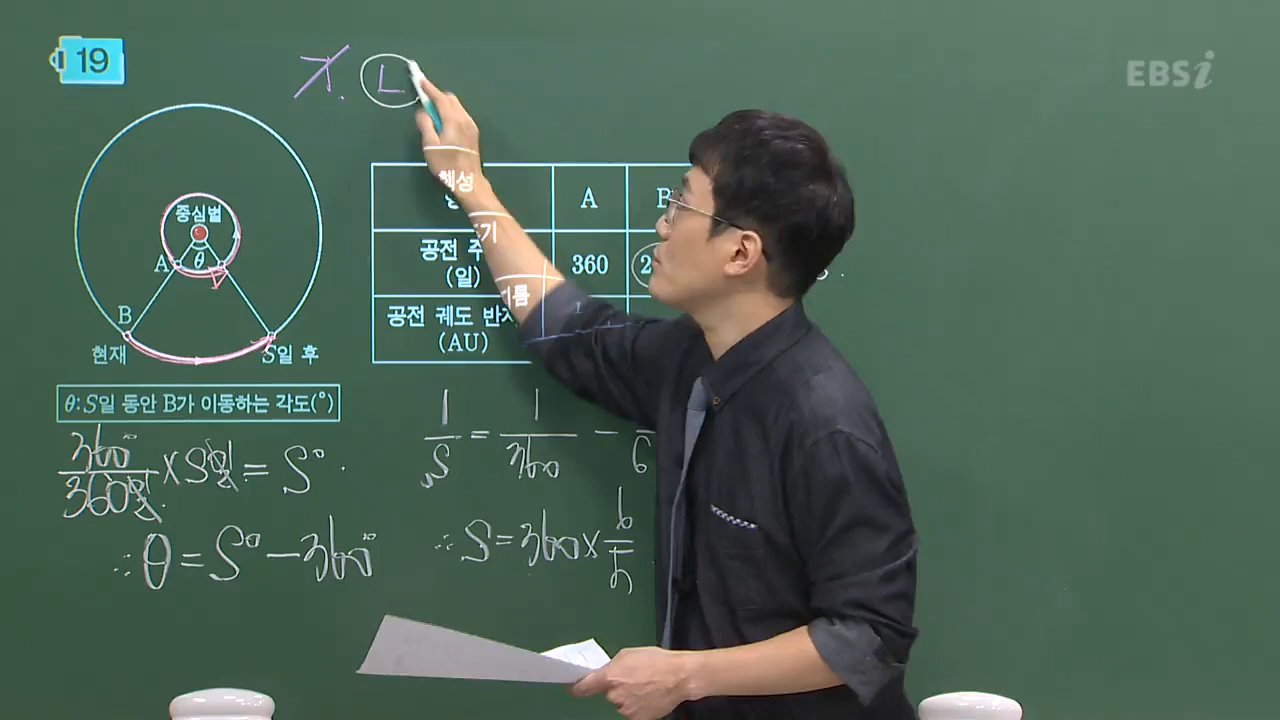 19
EBSi
ㄱ. ㄴ
중심별
A θ
B
현재
S일 후
θ: S일 동안 B가 이동하는 각도(°)
행성 A B
공전 주기
(일) 360 2
공전 궤도 반지름
(AU) 1
360°/360일 × S일 = S°.
∴ θ = S° - 360°
1/S = 1/360 -
∴ S = 360 × 6/5